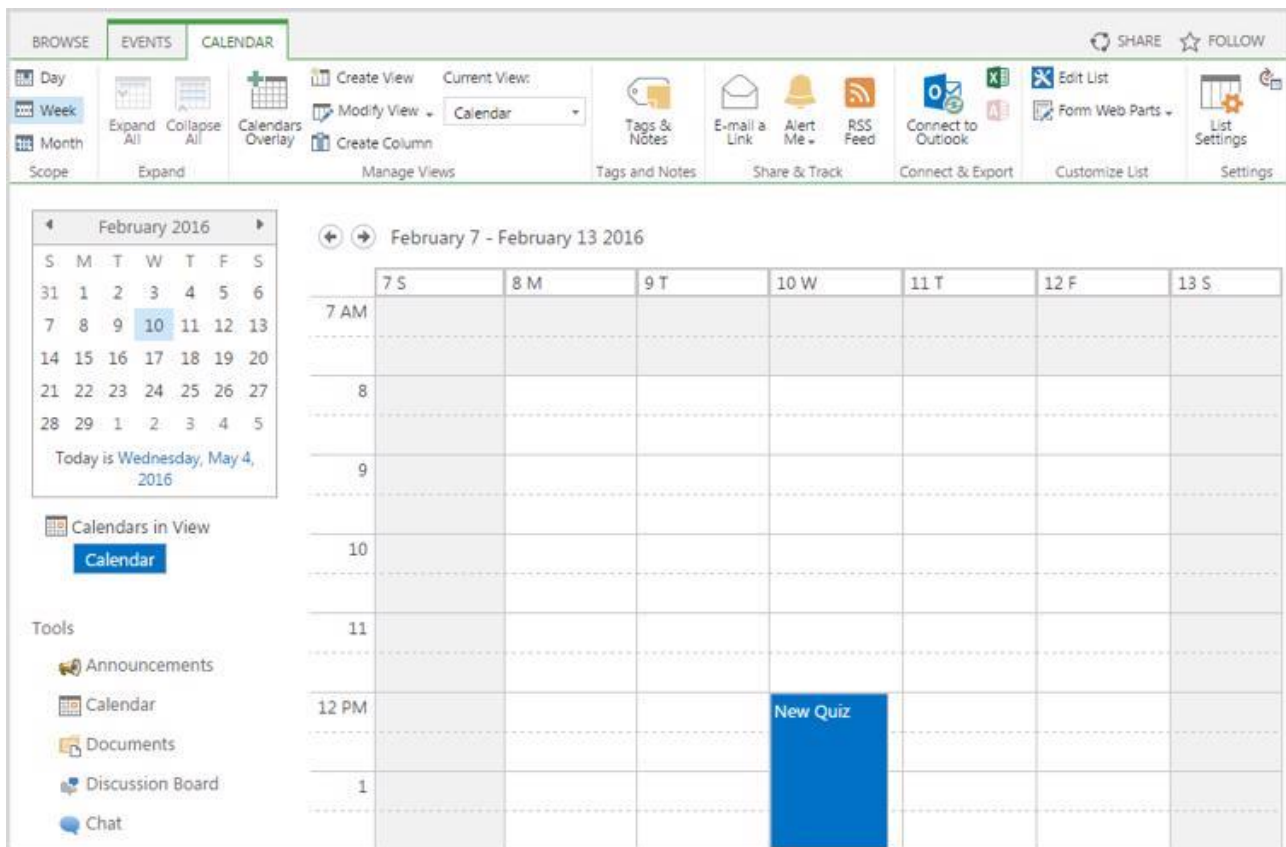 BROWSE EVENTS CALENDAR SHARE FOLLOW
Day
Week
Month
Scope
Expand All
Collapse All
Expand
Calendars Overlay
Create View
Modify View
Create Column
Current View:
Calendar
Manage Views
Tags & Notes
Tags and Notes
E-mail a Link
Alert Me
RSS Feed
Share & Track
Connect to Outlook
Connect & Export
Edit List
Form Web Parts
Customize List
List Settings
Settings
February 2016
S M T W T F S
31 1 2 3 4 5 6
7 8 9 10 11 12 13
14 15 16 17 18 19 20
21 22 23 24 25 26 27
28 29 1 2 3 4 5
Today is Wednesday, May 4,
2016
Calendars in View
Calendar
Tools
Announcements
Calendar
Documents
Discussion Board
Chat
February 7 - February 13 2016
7 S 8 M 9 T 10 W 11 T 12 F 13 S
7 AM
8
9
10
11
12 PM New Quiz
1